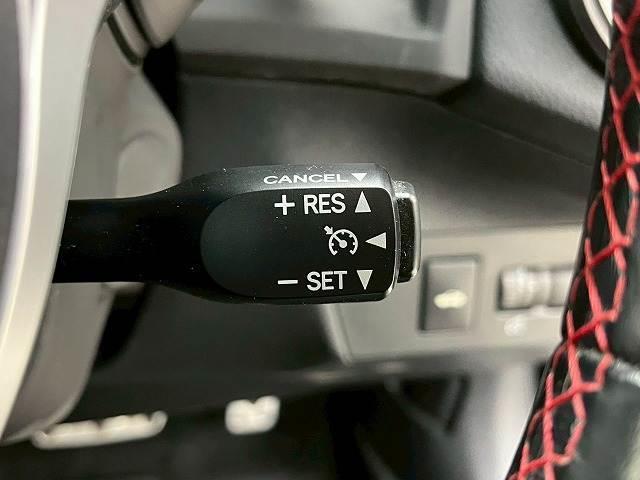 CANCEL ▼
+ RES ▲
◀
− SET ▼